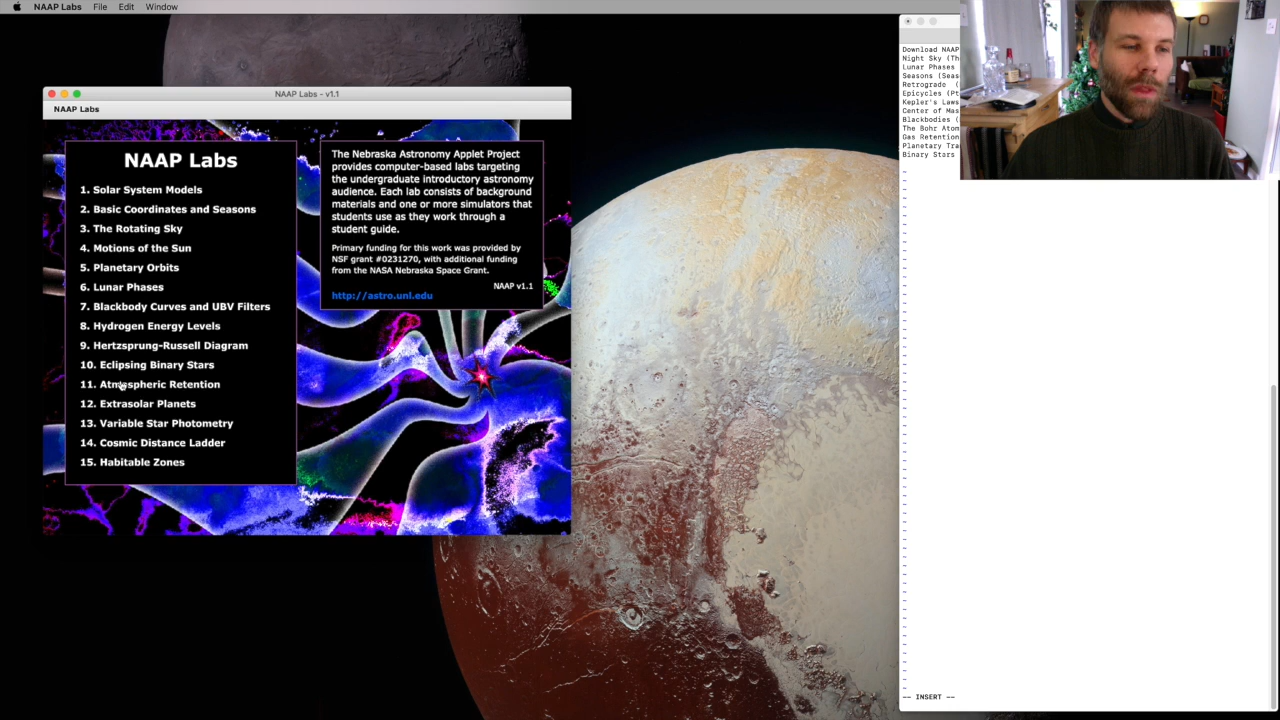 NAAP Labs File Edit Window
NAAP Labs - v1.1
NAAP Labs
NAAP Labs
1. Solar System Models
2. Basic Coordinates and Seasons
3. The Rotating Sky
4. Motions of the Sun
5. Planetary Orbits
6. Lunar Phases
7. Blackbody Curves and UBV Filters
8. Hydrogen Energy Levels
9. Hertzsprung-Russell Diagram
10. Eclipsing Binary Stars
11. Atmospheric Retention
12. Extrasolar Planets
13. Variable Star Photometry
14. Cosmic Distance Ladder
15. Habitable Zones
The Nebraska Astronomy Applet Project
provides computer-based labs targeting
the undergraduate introductory astronomy
audience. Each lab consists of background
materials and one or more simulators that
students use as they work through a
student guide.
Primary funding for this work was provided by
NSF grant #0231270, with additional funding
from the NASA Nebraska Space Grant.
NAAP v1.1
http://astro.unl.edu
Download NAAP
Night Sky (Th
Lunar Phases
Seasons (Seas
Retrograde (
Epicycles (Pt
Kepler's Laws
Center of Mas
Blackbodies (
The Bohr Atom
Gas Retention
Planetary Tra
Binary Stars
-- INSERT --